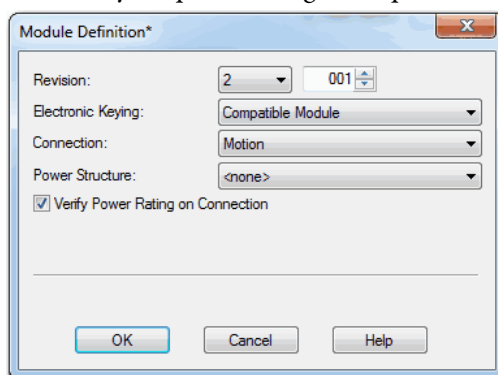 Module Definition*
Revision: 2 001
Electronic Keying: Compatible Module
Connection: Motion
Power Structure: <none>
Verify Power Rating on Connection
OK Cancel Help